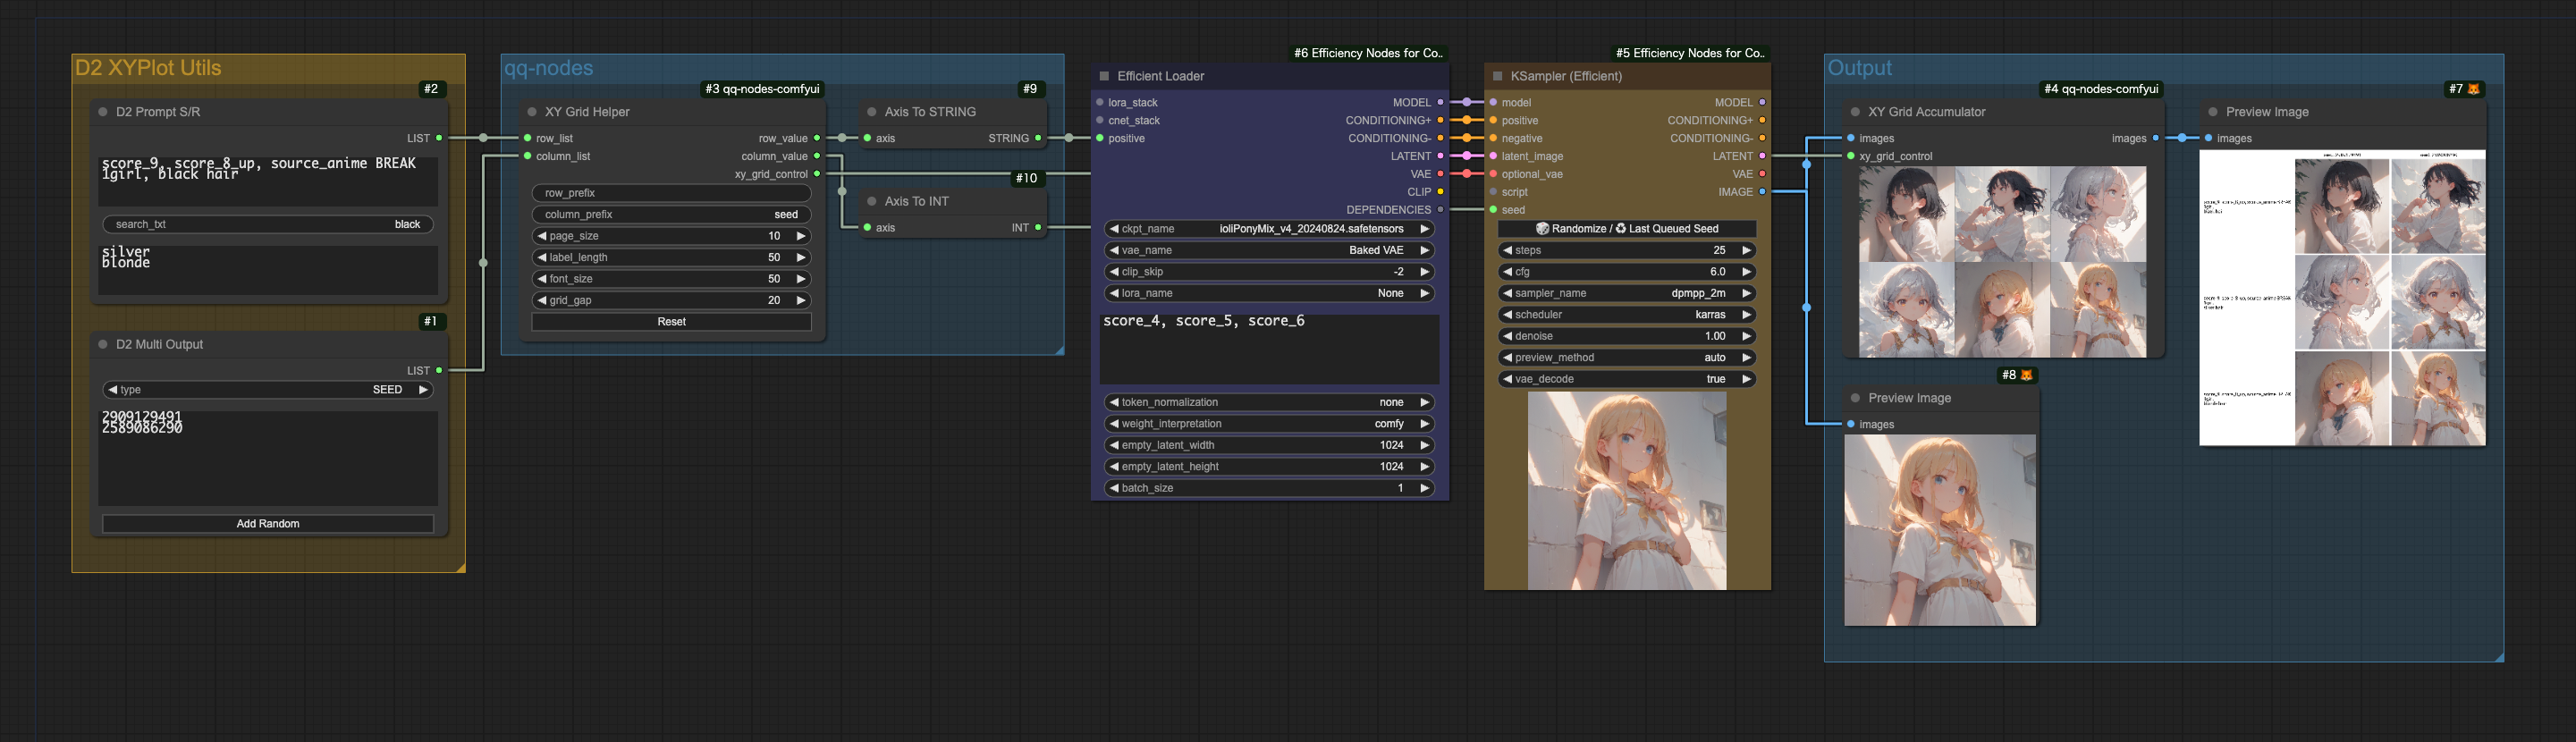 D2 XYPlot Utils
#2
D2 Prompt S/R
LIST
score_9, score_8_up, source_anime BREAK
1girl, black hair
search_txt black
silver
blonde
#1
D2 Multi Output
LIST
type SEED
2909129491
2589086290
Add Random
qq-nodes
#3 qq-nodes-comfyui
XY Grid Helper
row_list row_value
column_list column_value
xy_grid_control
row_prefix
column_prefix seed
page_size 10
label_length 50
font_size 50
grid_gap 20
Reset
#9
Axis To STRING
axis STRING
#10
Axis To INT
axis INT
#6 Efficiency Nodes for Co..
Efficient Loader
lora_stack MODEL
cnet_stack CONDITIONING+
positive CONDITIONING-
LATENT
VAE
CLIP
DEPENDENCIES
ckpt_name ioliPonyMix_v4_20240824.safetensors
vae_name Baked VAE
clip_skip -2
lora_name None
score_4, score_5, score_6
token_normalization none
weight_interpretation comfy
empty_latent_width 1024
empty_latent_height 1024
batch_size 1
#5 Efficiency Nodes for Co..
KSampler (Efficient)
model MODEL
positive CONDITIONING+
negative CONDITIONING-
latent_image LATENT
optional_vae VAE
script IMAGE
seed
🎲 Randomize / ♻ Last Queued Seed
steps 25
cfg 6.0
sampler_name dpmpp_2m
scheduler karras
denoise 1.00
preview_method auto
vae_decode true
Output
#4 qq-nodes-comfyui
XY Grid Accumulator
images images
xy_grid_control
#7 🦊
Preview Image
images
#8 🦊
Preview Image
images